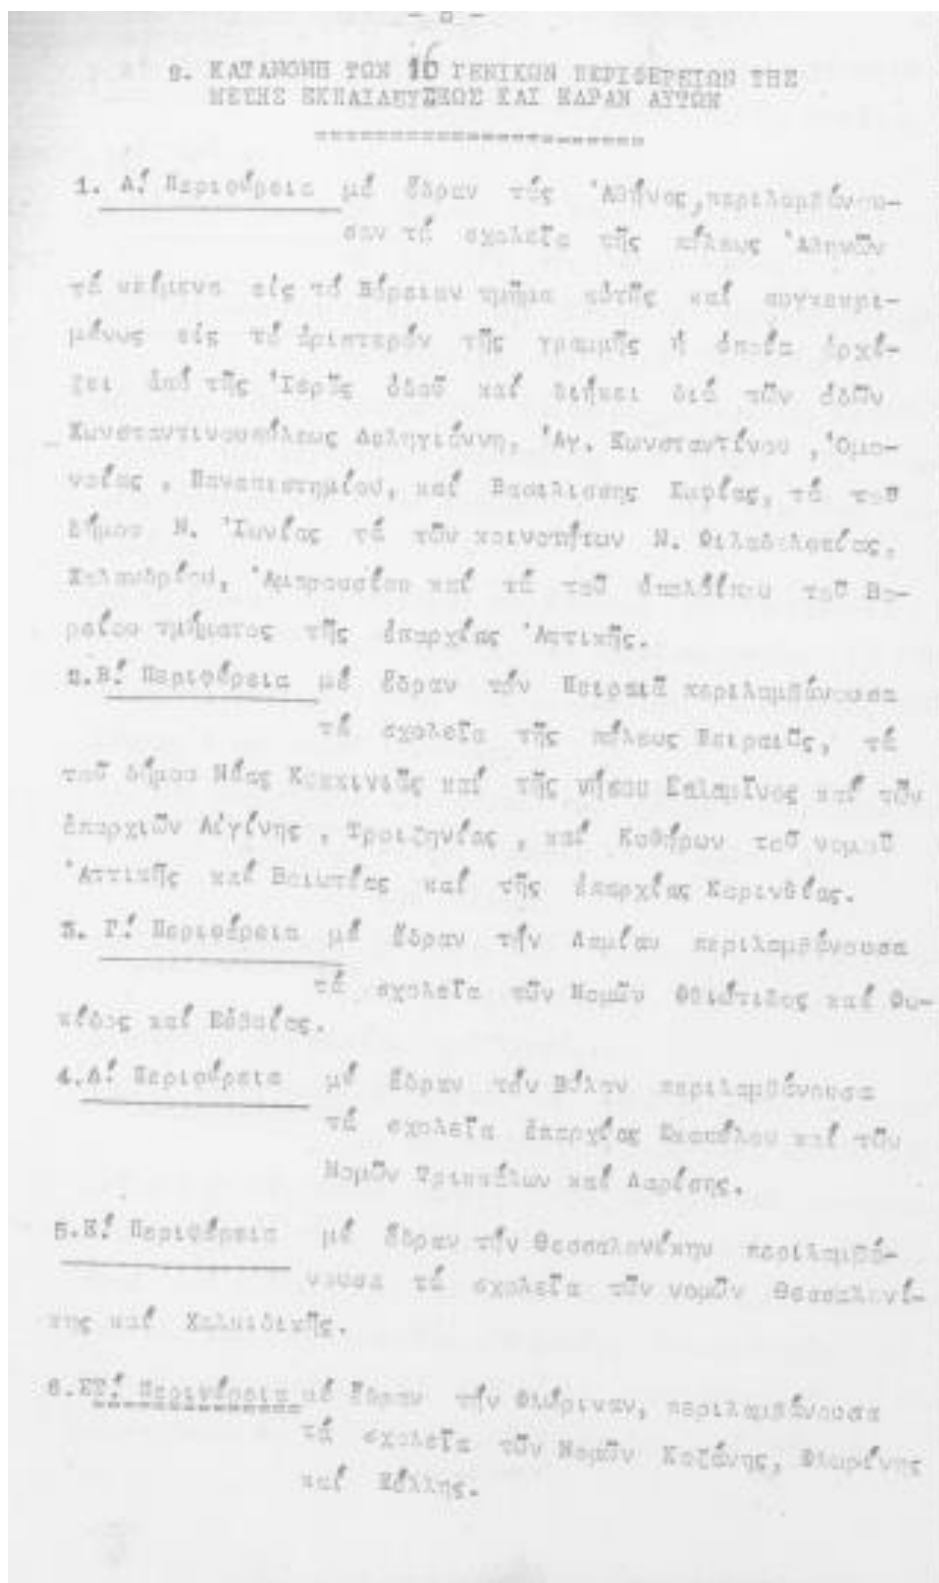 - 8 -
9. ΚΑΤΑΝΟΜΗ ΤΩΝ 16 ΓΕΝΙΚΩΝ ΠΕΡΙΦΕΡΕΙΩΝ ΤΗΣ
ΜΕΣΗΣ ΕΚΠΑΙΔΕΥΣΕΩΣ ΚΑΙ ΕΔΡΑΝ ΑΥΤΩΝ
1. Α! Περιφέρεια μέ ἕδραν τάς Ἀθήνας, περιλαμβάνου-
σαν τά σχολεῖα τῆς πόλεως Ἀθηνῶν
τά κείμενα εἰς τό Βόρειον τμῆμα αὐτῆς καί συγκεκρι-
μένως εἰς τό ἀριστερόν τῆς γραμμῆς ἡ ὁποία ἀρχί-
ζει ἀπό τῆς Ἱερᾶς ὁδοῦ καί διήκει διά τῶν ὁδῶν
Κωνσταντινουπόλεως Δεληγιάννη, Ἁγ. Κωνσταντίνου, Ὁμο-
νοίας, Πανεπιστημίου, καί Βασιλίσσης Σοφίας, τά τοῦ
δήμου Ν. Ἰωνίας τά τῶν κοινοτήτων Ν. Φιλαδελφείας,
Χαλανδρίου, Ἀμαρουσίου καί τά τοῦ ὑπολοίπου τοῦ Βο-
ρείου τμήματος τῆς ἐπαρχίας Ἀττικῆς.
2. Β! Περιφέρεια μέ ἕδραν τόν Πειραιᾶ περιλαμβάνουσα
τά σχολεῖα τῆς πόλεως Πειραιῶς, τά
τοῦ δήμου Νέας Κοκκινιᾶς καί τῆς νήσου Σαλαμῖνος καί τῶν
ἐπαρχιῶν Αἰγίνης, Τροιζηνίας, καί Κυθήρων τοῦ νομοῦ
Ἀττικῆς καί Βοιωτίας καί τῆς ἐπαρχίας Κορινθίας.
3. Γ! Περιφέρεια μέ ἕδραν τήν Λαμίαν περιλαμβάνουσα
τά σχολεῖα τῶν Νομῶν Φθιώτιδος καί Φω-
κίδος καί Εὐβοίας.
4. Δ! Περιφέρεια μέ ἕδραν τόν Βόλον περιλαμβάνουσα
τά σχολεῖα ἐπαρχίας Σκοπέλου καί τῶν
Νομῶν Τρικκάλων καί Λαρίσης.
5. Ε! Περιφέρεια μέ ἕδραν τήν Θεσσαλονίκην περιλαμβά-
νουσα τά σχολεῖα τῶν νομῶν Θεσσαλονί-
κης καί Χαλκιδικῆς.
6. ΣΤ! Περιφέρεια μέ ἕδραν τήν Φλώριναν, περιλαμβάνουσα
τά σχολεῖα τῶν Νομῶν Κοζάνης, Φλωρίνης
καί Πέλλης.